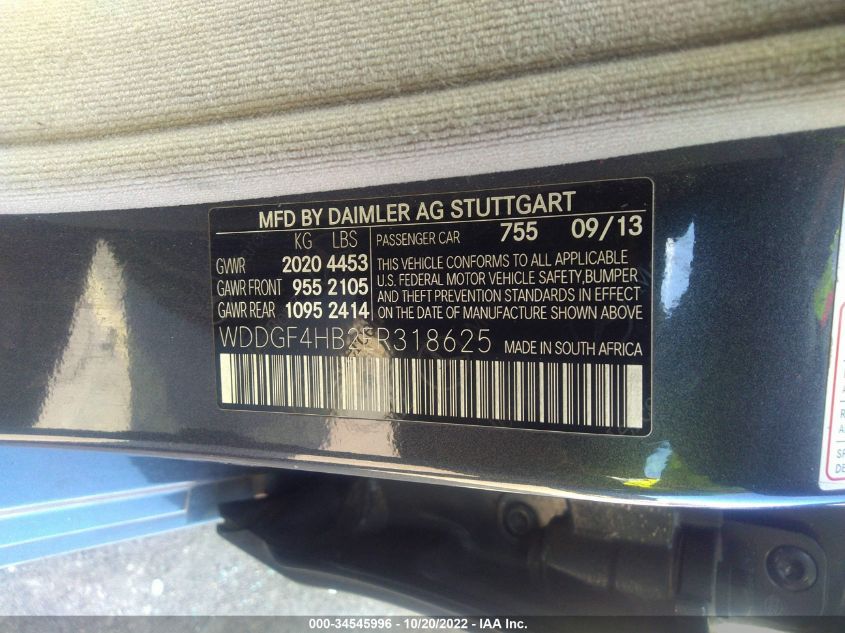 MFD BY DAIMLER AG STUTTGART
KG LBS
GVWR 2020 4453
GAWR FRONT 955 2105
GAWR REAR 1095 2414
PASSENGER CAR 755 09/13
THIS VEHICLE CONFORMS TO ALL APPLICABLE
U.S. FEDERAL MOTOR VEHICLE SAFETY,BUMPER
AND THEFT PREVENTION STANDARDS IN EFFECT
ON THE DATE OF MANUFACTURE SHOWN ABOVE
WDDGF4HB2ER318625 MADE IN SOUTH AFRICA
000-34545996 - 10/20/2022 - IAA Inc.